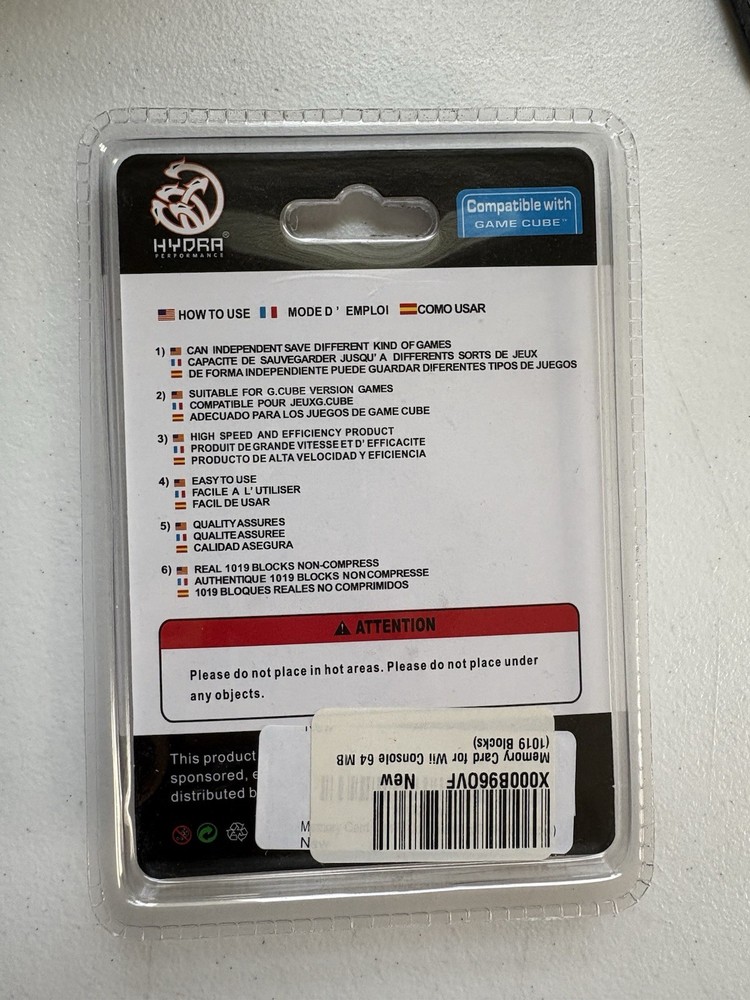 HYDRA®
PERFORMANCE
Compatible with
GAME CUBE™
HOW TO USE MODE D' EMPLOI COMO USAR
1) CAN INDEPENDENT SAVE DIFFERENT KIND OF GAMES
CAPACITE DE SAUVEGARDER JUSQU' A DIFFERENTS SORTS DE JEUX
DE FORMA INDEPENDIENTE PUEDE GUARDAR DIFERENTES TIPOS DE JUEGOS
2) SUITABLE FOR G.CUBE VERSION GAMES
COMPATIBLE POUR JEUXG.CUBE
ADECUADO PARA LOS JUEGOS DE GAME CUBE
3) HIGH SPEED AND EFFICIENCY PRODUCT
PRODUIT DE GRANDE VITESSE ET D' EFFICACITE
PRODUCTO DE ALTA VELOCIDAD Y EFICIENCIA
4) EASY TO USE
FACILE A L' UTILISER
FACIL DE USAR
5) QUALITY ASSURES
QUALITE ASSUREE
CALIDAD ASEGURA
6) REAL 1019 BLOCKS NON-COMPRESS
AUTHENTIQUE 1019 BLOCKS NON COMPRESSE
1019 BLOQUES REALES NO COMPRIMIDOS
ATTENTION
Please do not place in hot areas. Please do not place under
any objects.
This product
sponsored, e
distributed b
X000B960VF
Memory Card for Wii Console 64 MB
(1019 Blocks)
New